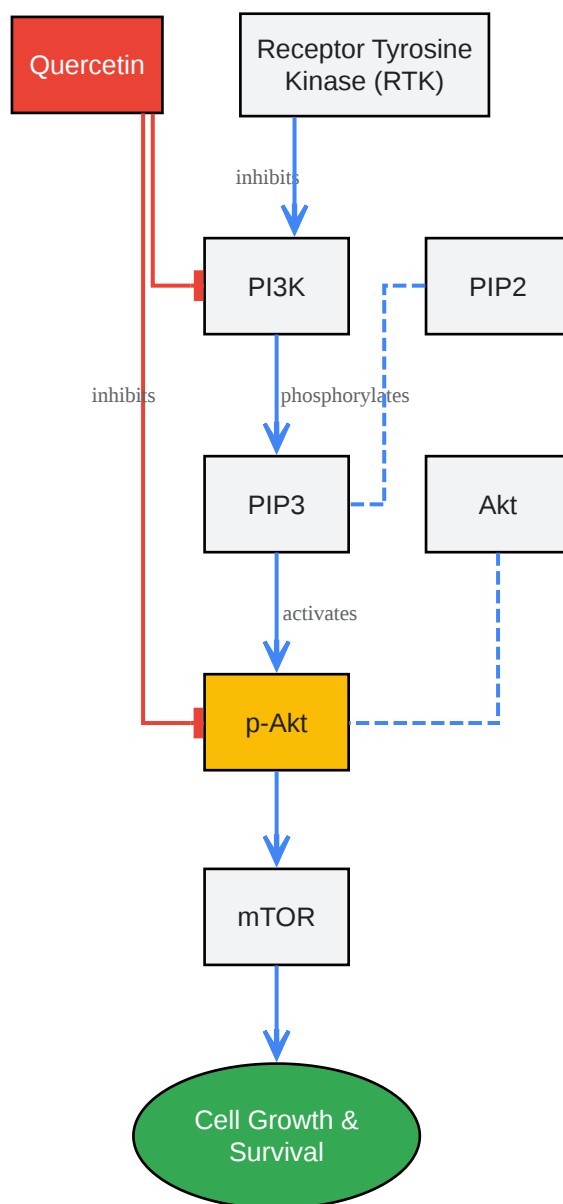 Quercetin
Receptor Tyrosine
Kinase (RTK)
inhibits
PI3K
PIP2
inhibits
phosphorylates
PIP3
Akt
activates
p-Akt
mTOR
Cell Growth &
Survival